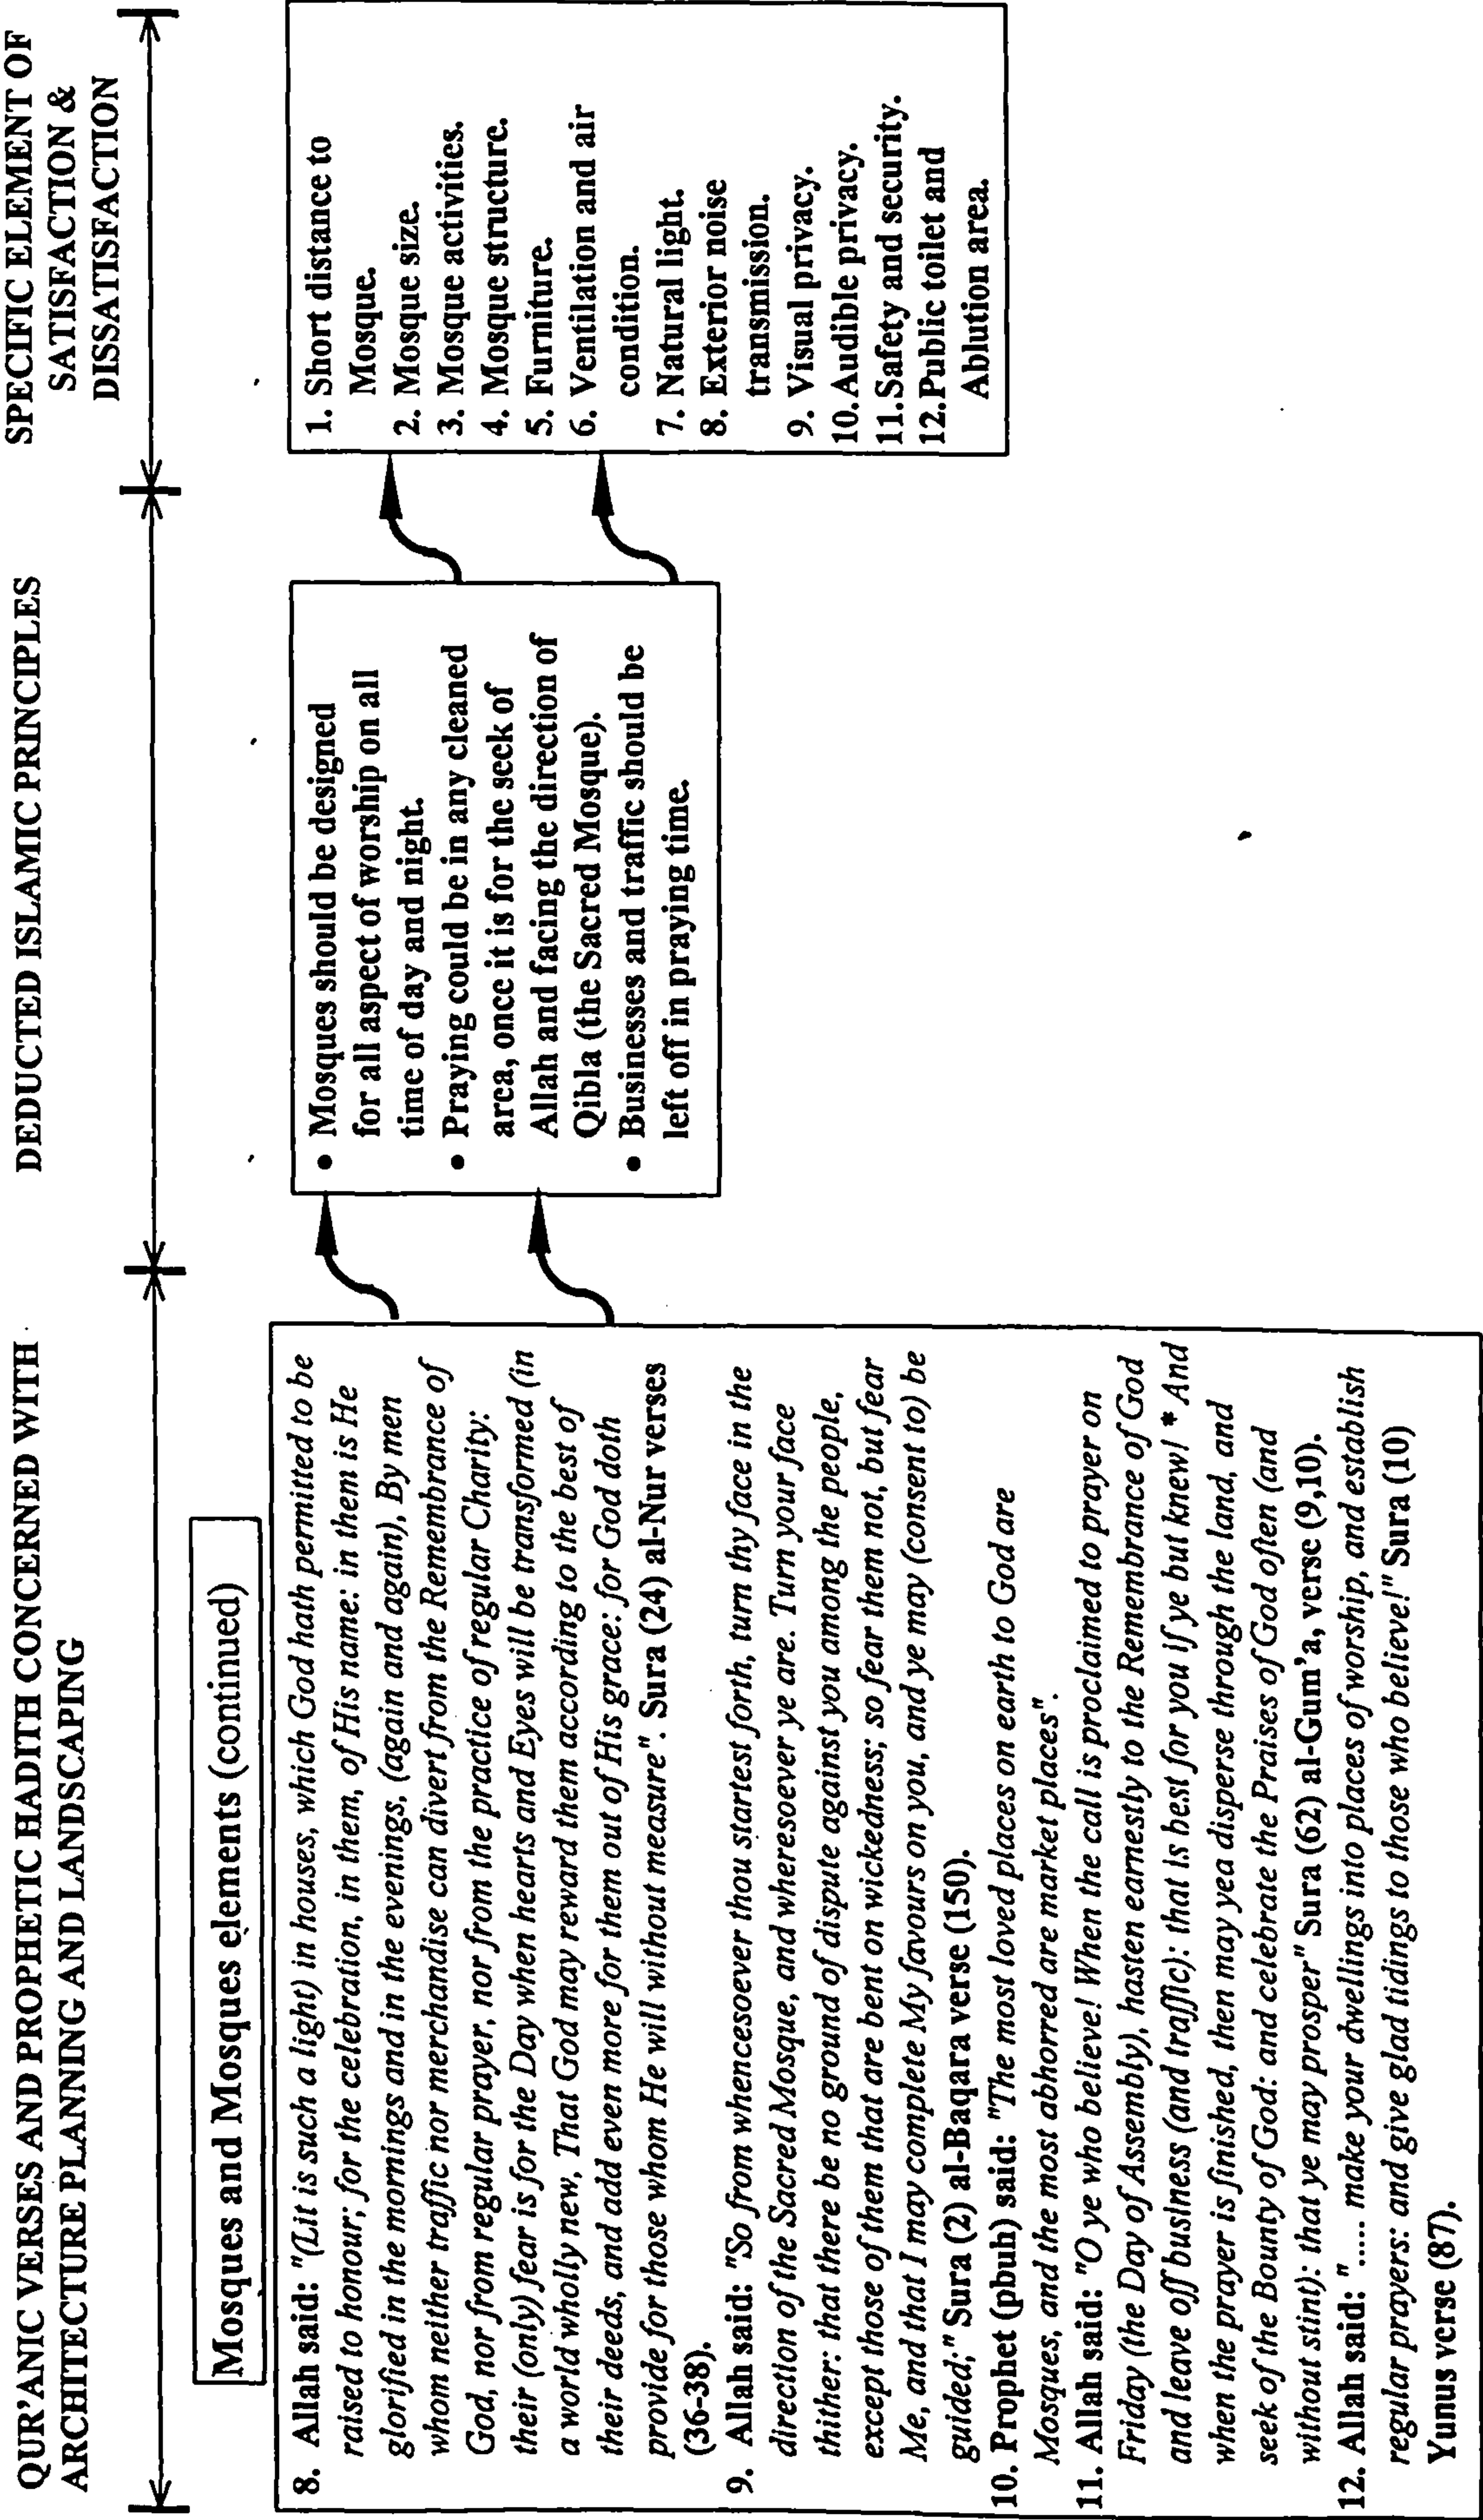 QUR'ANIC VERSES AND PROPHETIC HADITH CONCERNED WITH
ARCHITECTURE PLANNING AND LANDSCAPING
DEDUCTED ISLAMIC PRINCIPLES
SPECIFIC ELEMENT OF
SATISFACTION &
DISSATISFACTION
Mosques and Mosques elements (continued)
8. Allah said: "(Lit is such a light) in houses, which God hath permitted to be
raised to honour; for the celebration, in them, of His name: in them is He
glorified in the mornings and in the evenings, (again and again), By men
whom neither traffic nor merchandise can divert from the Remembrance of
God, nor from regular prayer, nor from the practice of regular Charity:
their (only) fear is for the Day when hearts and Eyes will be transformed (in
a world wholly new, That God may reward them according to the best of
their deeds, and add even more for them out of His grace: for God doth
provide for those whom He will without measure". Sura (24) al-Nur verses
(36-38).
9. Allah said: "So from whencesoever thou startest forth, turn thy face in the
direction of the Sacred Mosque, and wheresoever ye are. Turn your face
thither: that there be no ground of dispute against you among the people,
except those of them that are bent on wickedness; so fear them not, but fear
Me, and that I may complete My favours on you, and ye may (consent to) be
guided;" Sura (2) al-Baqara verse (150).
10. Prophet (pbuh) said: "The most loved places on earth to God are
Mosques, and the most abhorred are market places".
11. Allah said: "O ye who believe! When the call is proclaimed to prayer on
Friday (the Day of Assembly), hasten earnestly to the Remembrance of God
and leave off business (and traffic): that is best for you if ye but knew! * And
when the prayer is finished, then may yea disperse through the land, and
seek of the Bounty of God: and celebrate the Praises of God often (and
without stint): that ye may prosper" Sura (62) al-Gum'a, verse (9,10).
12. Allah said: "..... make your dwellings into places of worship, and establish
regular prayers: and give glad tidings to those who believe!" Sura (10)
Yunus verse (87).
• Mosques should be designed
for all aspect of worship on all
time of day and night.
• Praying could be in any cleaned
area, once it is for the seek of
Allah and facing the direction of
Qibla (the Sacred Mosque).
• Businesses and traffic should be
left off in praying time.
1. Short distance to
Mosque.
2. Mosque size.
3. Mosque activities.
4. Mosque structure.
5. Furniture.
6. Ventilation and air
condition.
7. Natural light.
8. Exterior noise
transmission.
9. Visual privacy.
10.Audible privacy.
11.Safety and security.
12.Public toilet and
Ablution area.